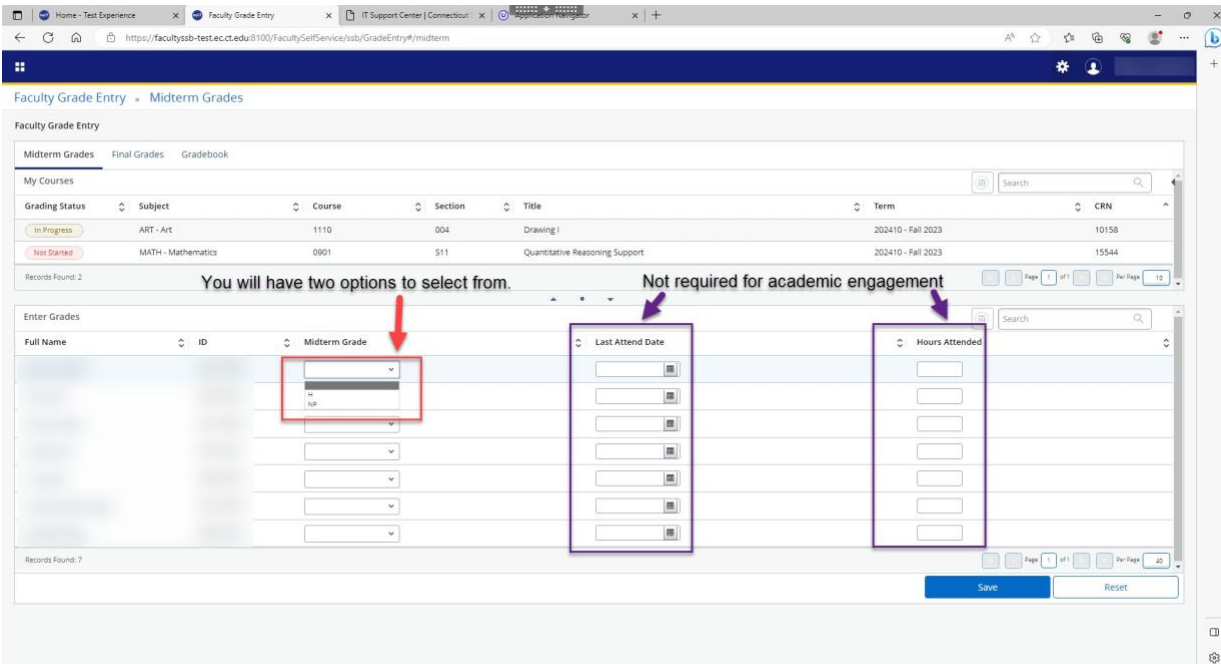 Home - Test Experience
Faculty Grade Entry
IT Support Center | Connecticut
Application Navigator
https://facultyssb-test.ec.ct.edu:8100/FacultySelfService/ssb/GradeEntry#/midterm
Faculty Grade Entry • Midterm Grades
Faculty Grade Entry
Midterm Grades Final Grades Gradebook
My Courses Search
Grading Status Subject Course Section Title Term CRN
In Progress ART - Art 1110 004 Drawing I 202410 - Fall 2023 10158
Not Started MATH - Mathematics 0901 S11 Quantitative Reasoning Support 202410 - Fall 2023 15544
Records Found: 2 Page 1 of 1 Per Page 10
You will have two options to select from. Not required for academic engagement
Enter Grades Search
Full Name ID Midterm Grade Last Attend Date Hours Attended
H
NP
Records Found: 7 Page 1 of 1 Per Page 40
Save Reset